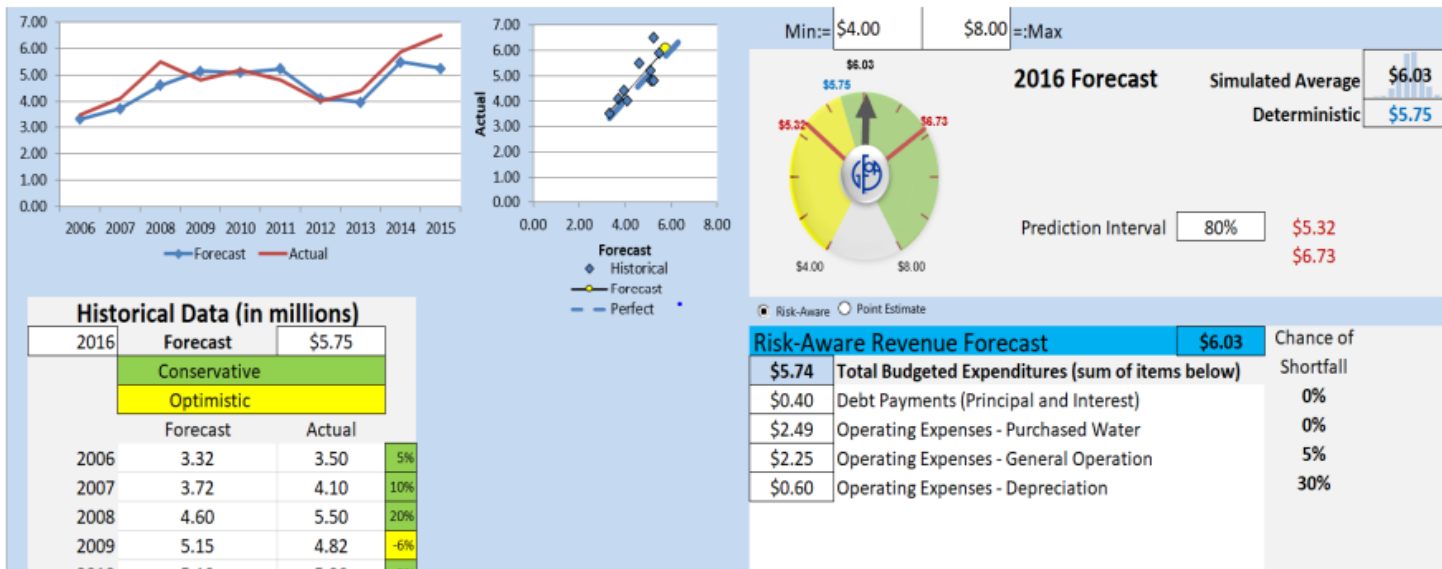 7.00
6.00
5.00
4.00
3.00
2.00
1.00
0.00
2006 2007 2008 2009 2010 2011 2012 2013 2014 2015
Forecast Actual
7.00
6.00
5.00
4.00
3.00
2.00
1.00
0.00
Actual
0.00 2.00 4.00 6.00 8.00
Forecast
Historical
Forecast
Perfect
Min:= $4.00 $8.00 =:Max
$6.03
$5.75
$5.32
$6.73
$4.00
$8.00
2016 Forecast
Simulated Average $6.03
Deterministic $5.75
Prediction Interval 80% $5.32
$6.73
Historical Data (in millions)
2016 Forecast $5.75
Conservative
Optimistic
Forecast Actual
2006 3.32 3.50 5%
2007 3.72 4.10 10%
2008 4.60 5.50 20%
2009 5.15 4.82 -6%
Risk-Aware Point Estimate
Risk-Aware Revenue Forecast $6.03 Chance of
$5.74 Total Budgeted Expenditures (sum of items below) Shortfall
$0.40 Debt Payments (Principal and Interest) 0%
$2.49 Operating Expenses - Purchased Water 0%
$2.25 Operating Expenses - General Operation 5%
$0.60 Operating Expenses - Depreciation 30%